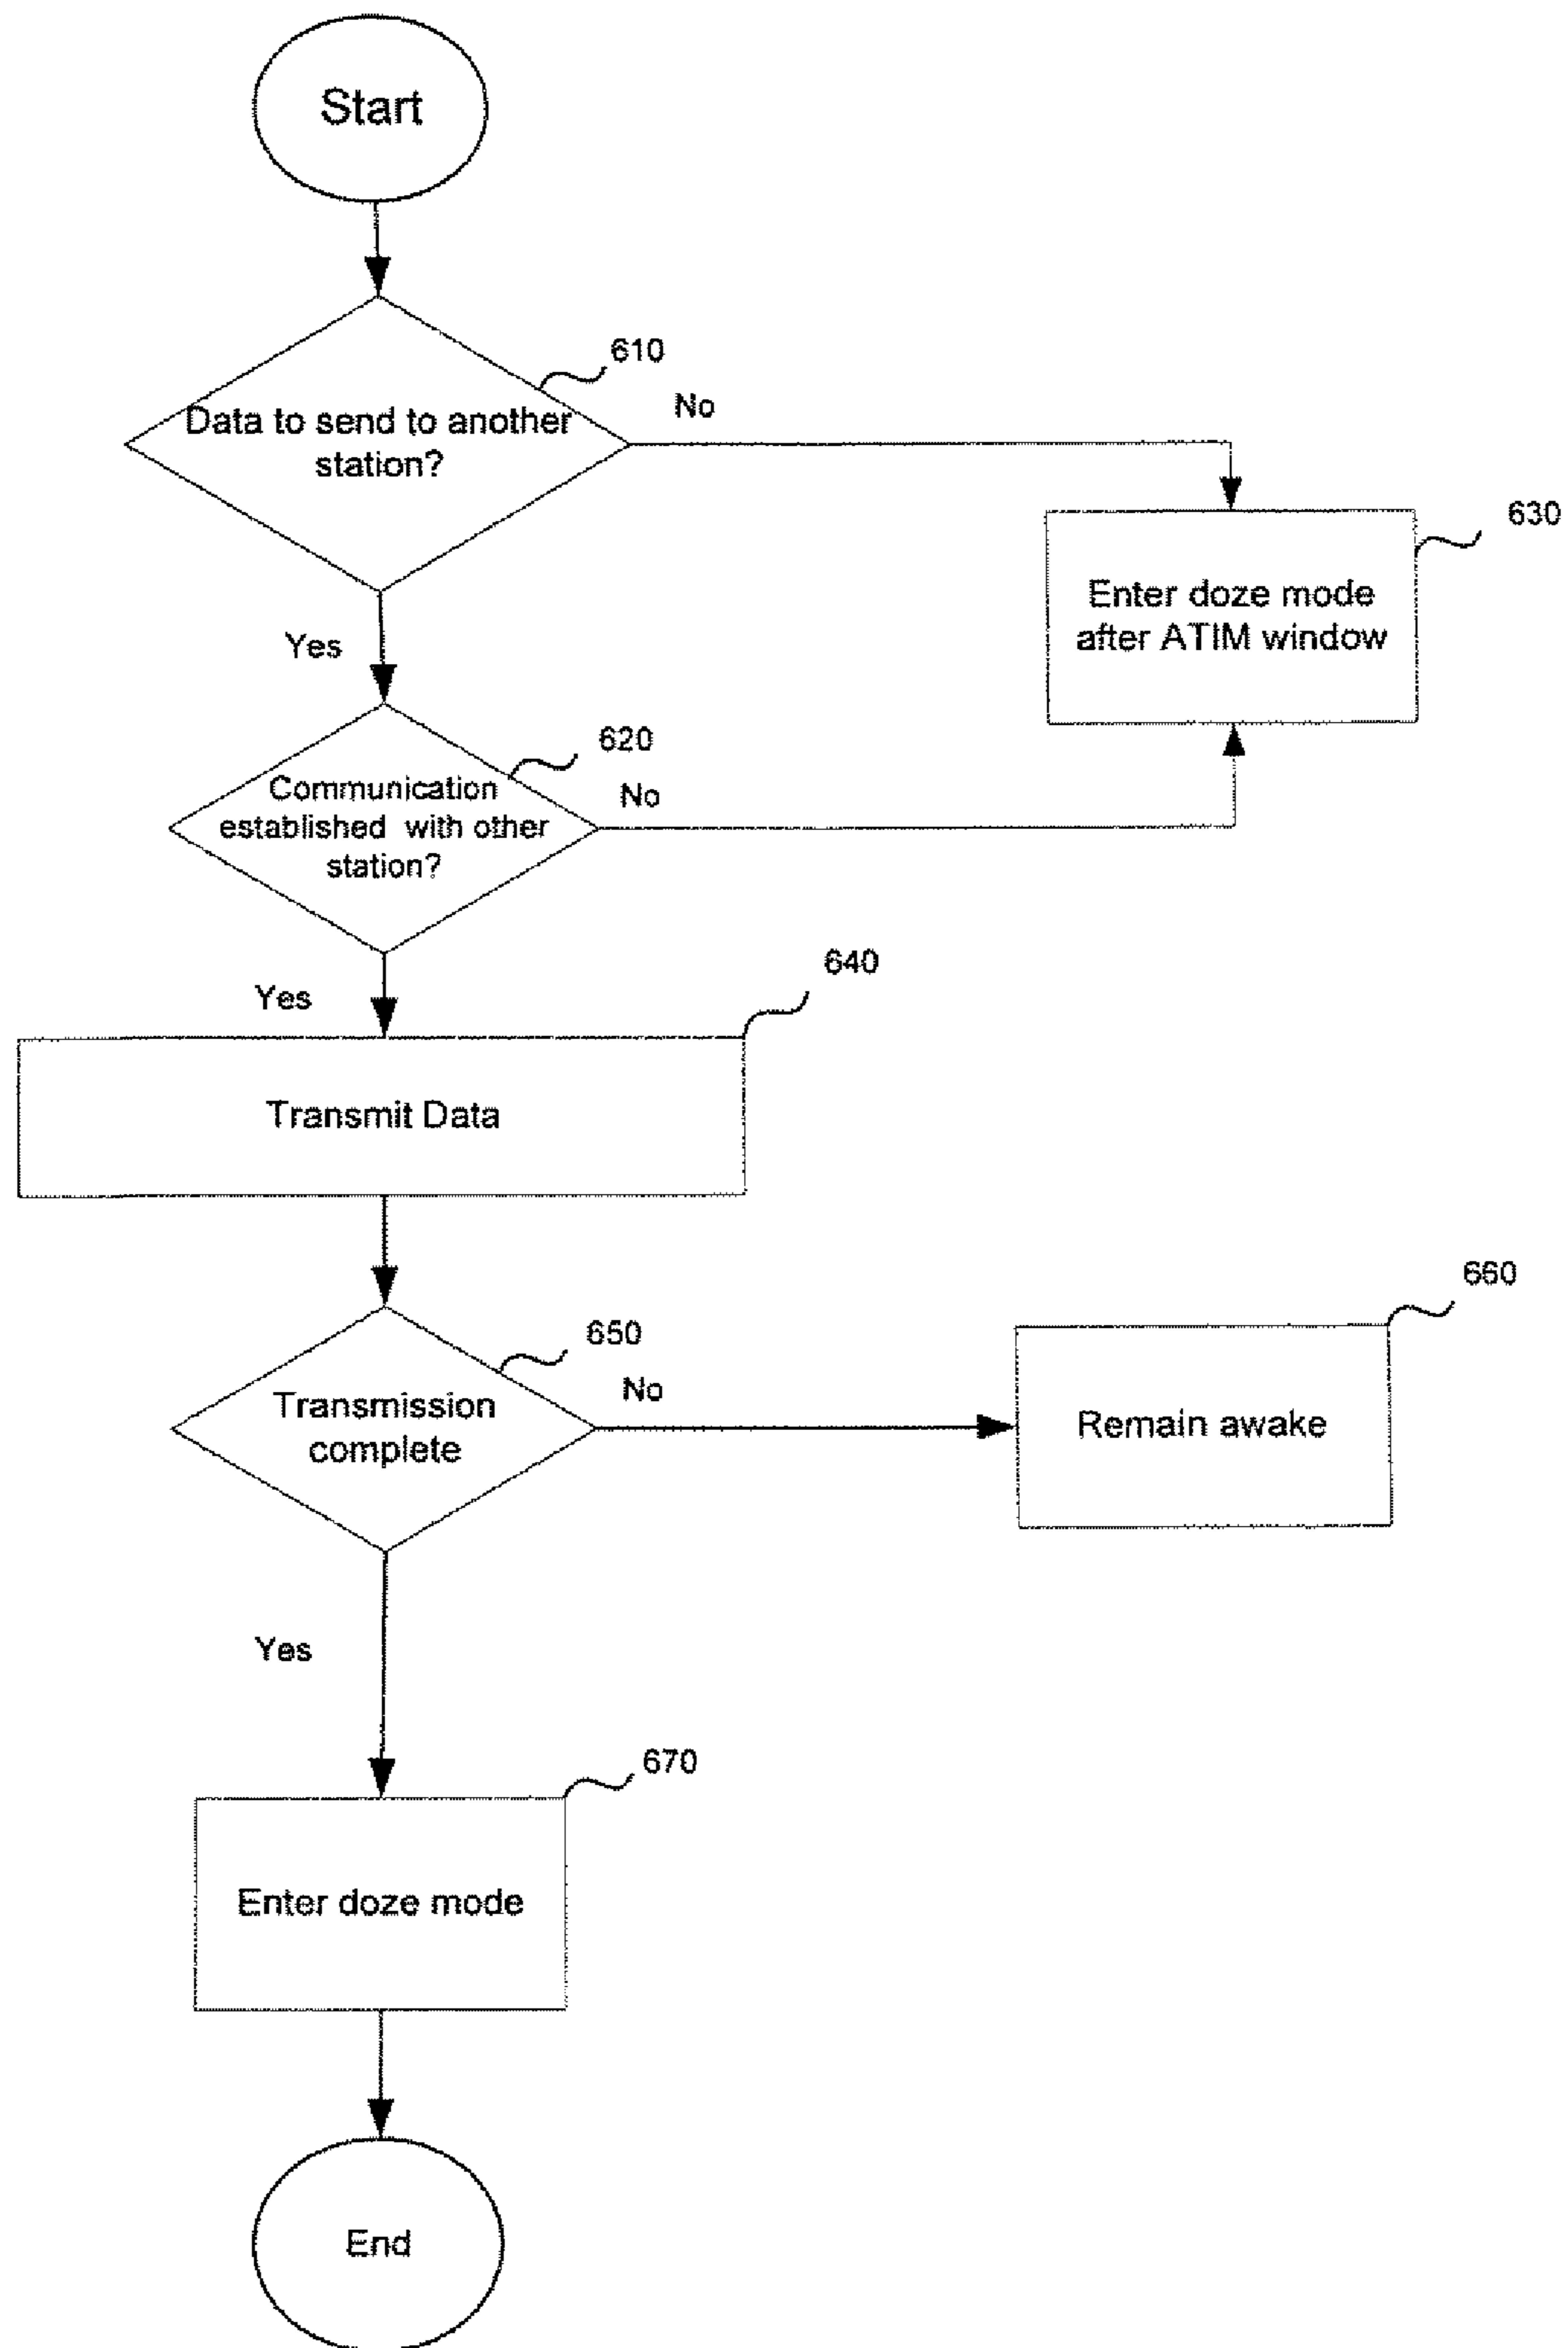 Start
610
Data to send to another
station?
No
630
Enter doze mode
after ATIM window
Yes
620
Communication
established with other
station?
No
640
Yes
Transmit Data
660
650
No
Transmission
complete
Remain awake
Yes
670
Enter doze mode
End